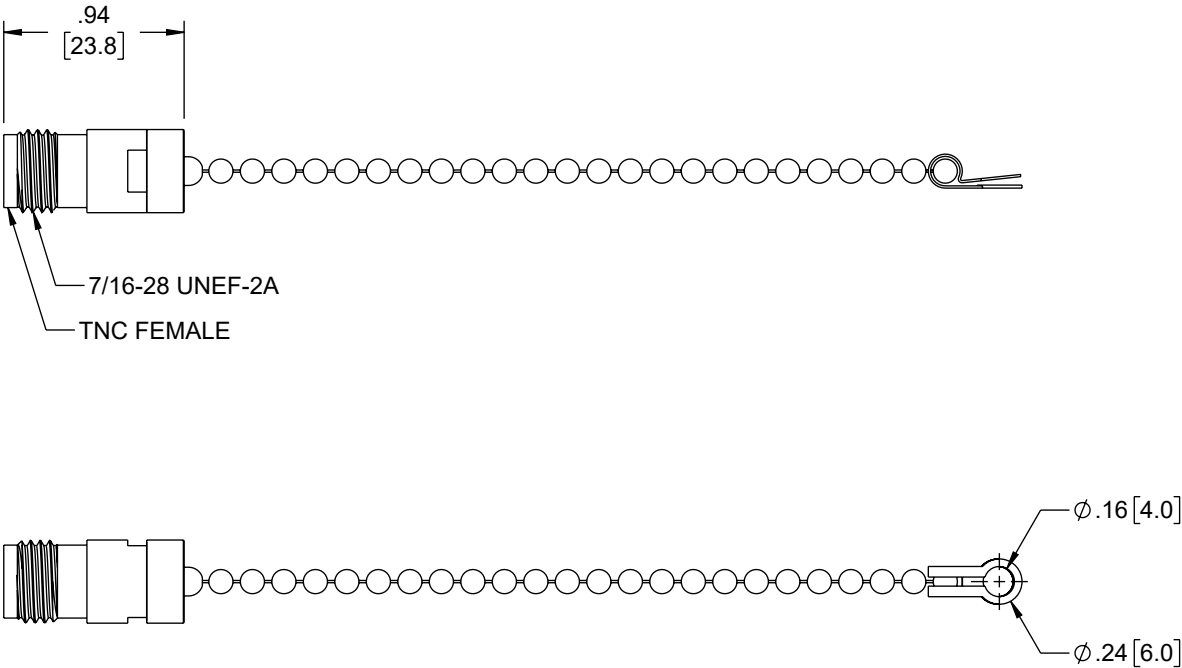 .94
[23.8]
7/16-28 UNEF-2A
TNC FEMALE
⌀.16[4.0]
⌀.24[6.0]